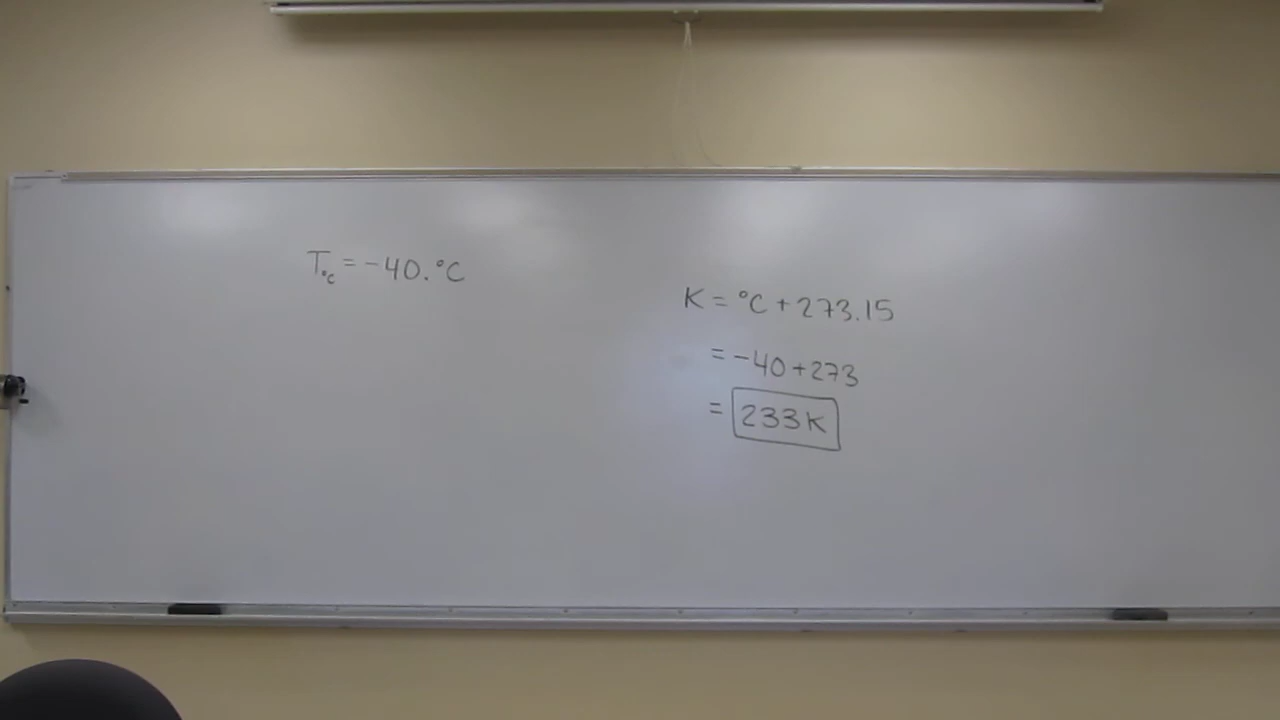 T°C = -40. °C
K = °C + 273.15
= -40 + 273
= 233K